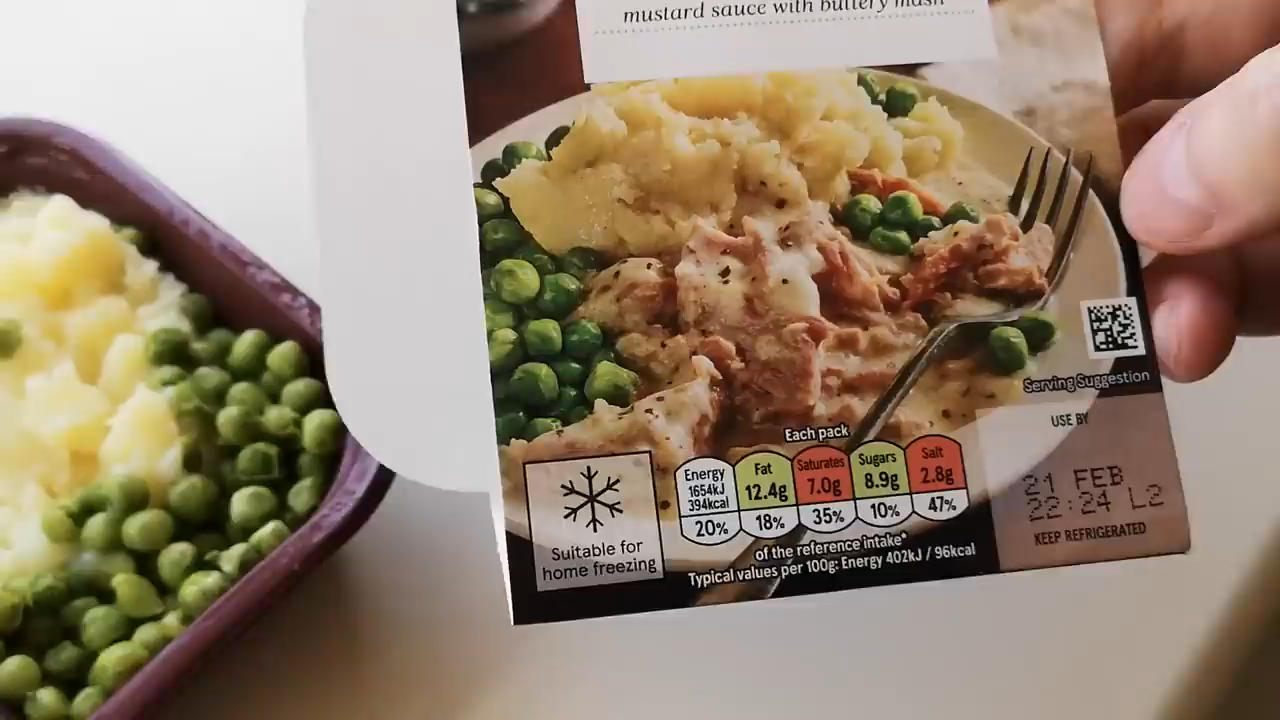 mustard sauce with buttery mash
Serving Suggestion
USE BY
21 FEB
22:24 L2
KEEP REFRIGERATED
Suitable for
home freezing
Each pack
Energy
1654kJ
394kcal
20%
Fat
12.4g
18%
Saturates
7.0g
35%
Sugars
8.9g
10%
Salt
2.8g
47%
of the reference intake*
Typical values per 100g: Energy 402kJ / 96kcal